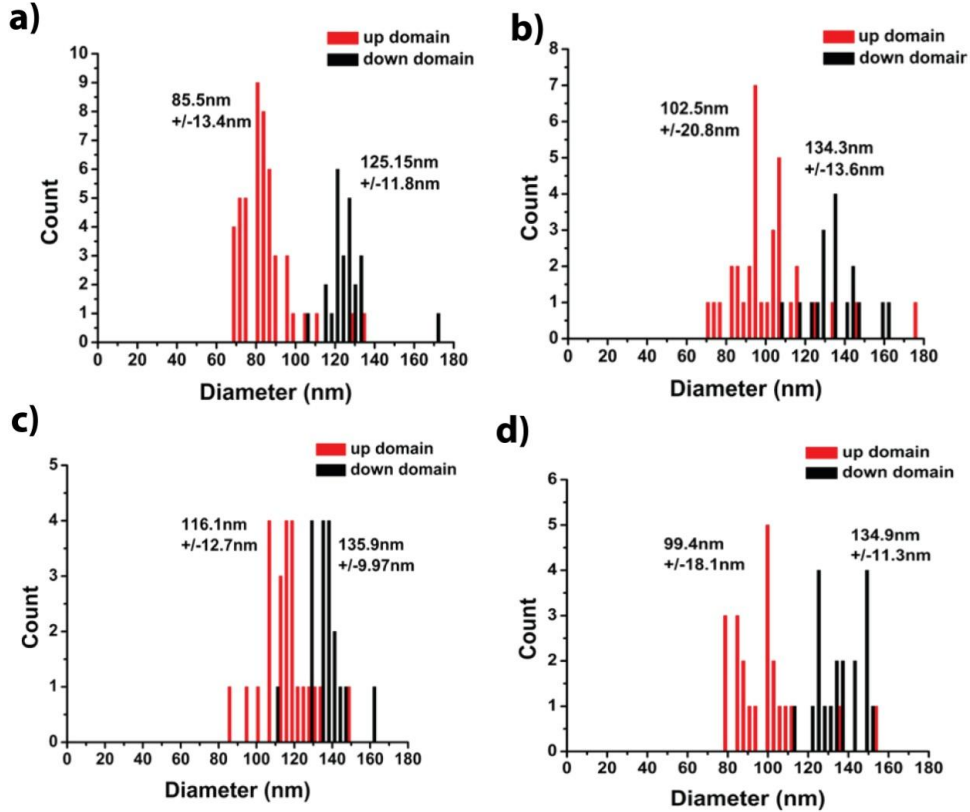 a)
up domain
down domain
85.5nm
+/-13.4nm
125.15nm
+/-11.8nm
Count
10
9
8
7
6
5
4
3
2
1
0
0 20 40 60 80 100 120 140 160 180
Diameter (nm)
b)
up domain
down domair
102.5nm
+/-20.8nm
134.3nm
+/-13.6nm
Count
8
7
6
5
4
3
2
1
0
0 20 40 60 80 100 120 140 160 180
Diameter (nm)
c)
up domain
down domain
116.1nm
+/-12.7nm
135.9nm
+/-9.97nm
Count
5
4
3
2
1
0
0 20 40 60 80 100 120 140 160 180
Diameter (nm)
d)
up domain
down domain
99.4nm
+/-18.1nm
134.9nm
+/-11.3nm
Count
6
5
4
3
2
1
0
0 20 40 60 80 100 120 140 160 180
Diameter (nm)